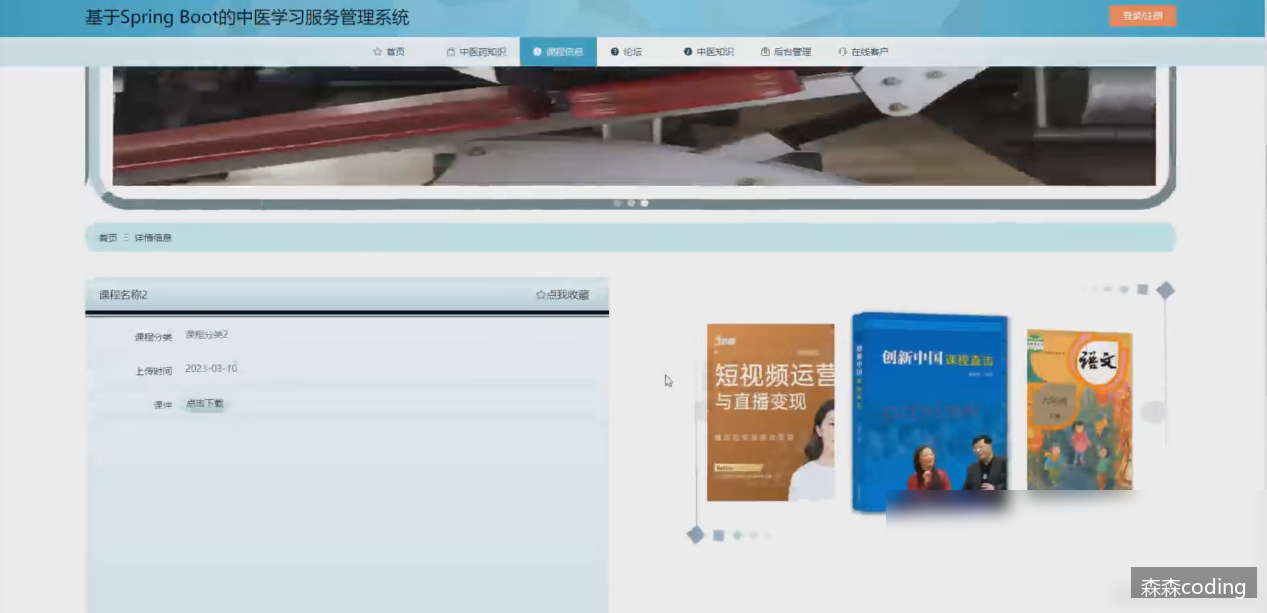 基于Spring Boot的中医学习服务管理系统
登录/注册
首页
中医药知识
课程信息
论坛
中医知识
后台管理
在线客户
首页
详情信息
课程名称2
点我收藏
课程分类
课程分类2
上传时间
2023-08-10
课件
点击下载
短视频运营
与直播变现
创新中国 课程直击
语文
六年级
森森coding